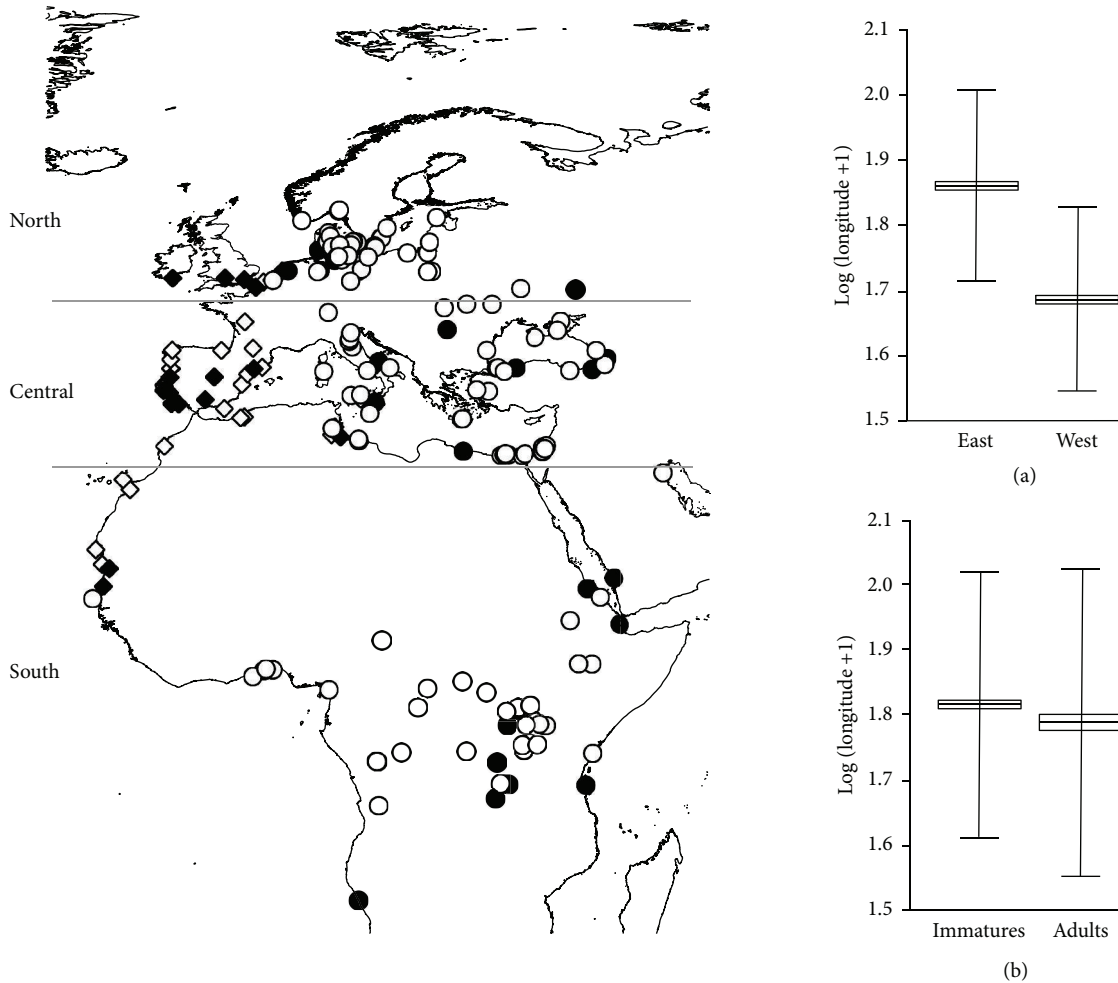 North
Central
South
2.1
2.0
1.9
1.8
1.7
1.6
1.5
Log (longitude +1)
East West
(a)
2.1
2.0
1.9
1.8
1.7
1.6
1.5
Log (longitude +1)
Immatures Adults
(b)